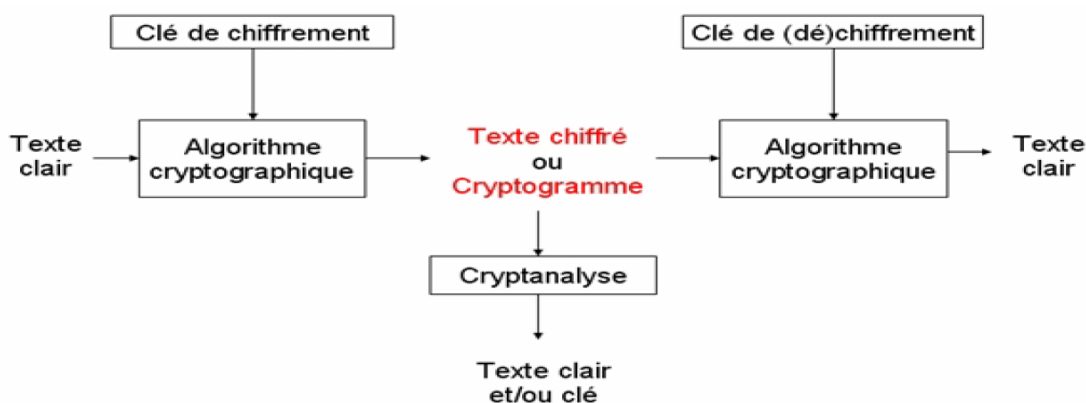 Clé de chiffrement
Clé de (dé)chiffrement
Texte
clair
Algorithme
cryptographique
Texte chiffré
ou
Cryptogramme
Algorithme
cryptographique
Texte
clair
Cryptanalyse
Texte clair
et/ou clé